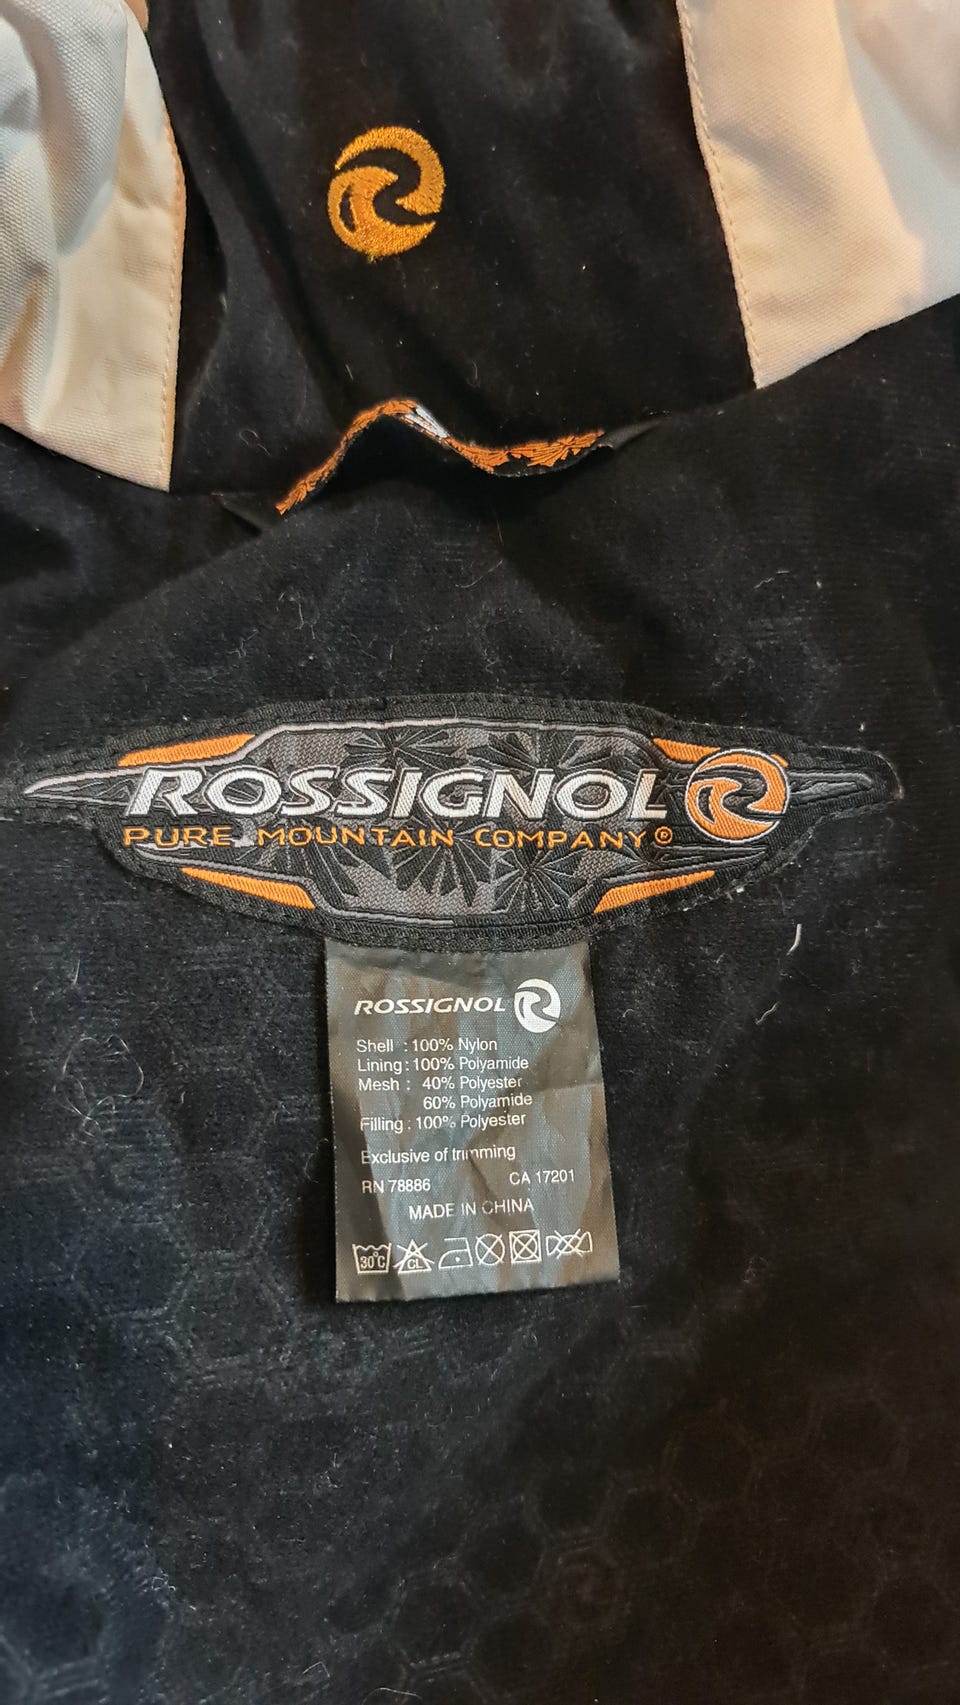 ROSSIGNOL
PURE MOUNTAIN COMPANY®
ROSSIGNOL
Shell : 100% Nylon
Lining : 100% Polyamide
Mesh : 40% Polyester
60% Polyamide
Filling : 100% Polyester
Exclusive of trimming
RN 78886 CA 17201
MADE IN CHINA
30°C CL